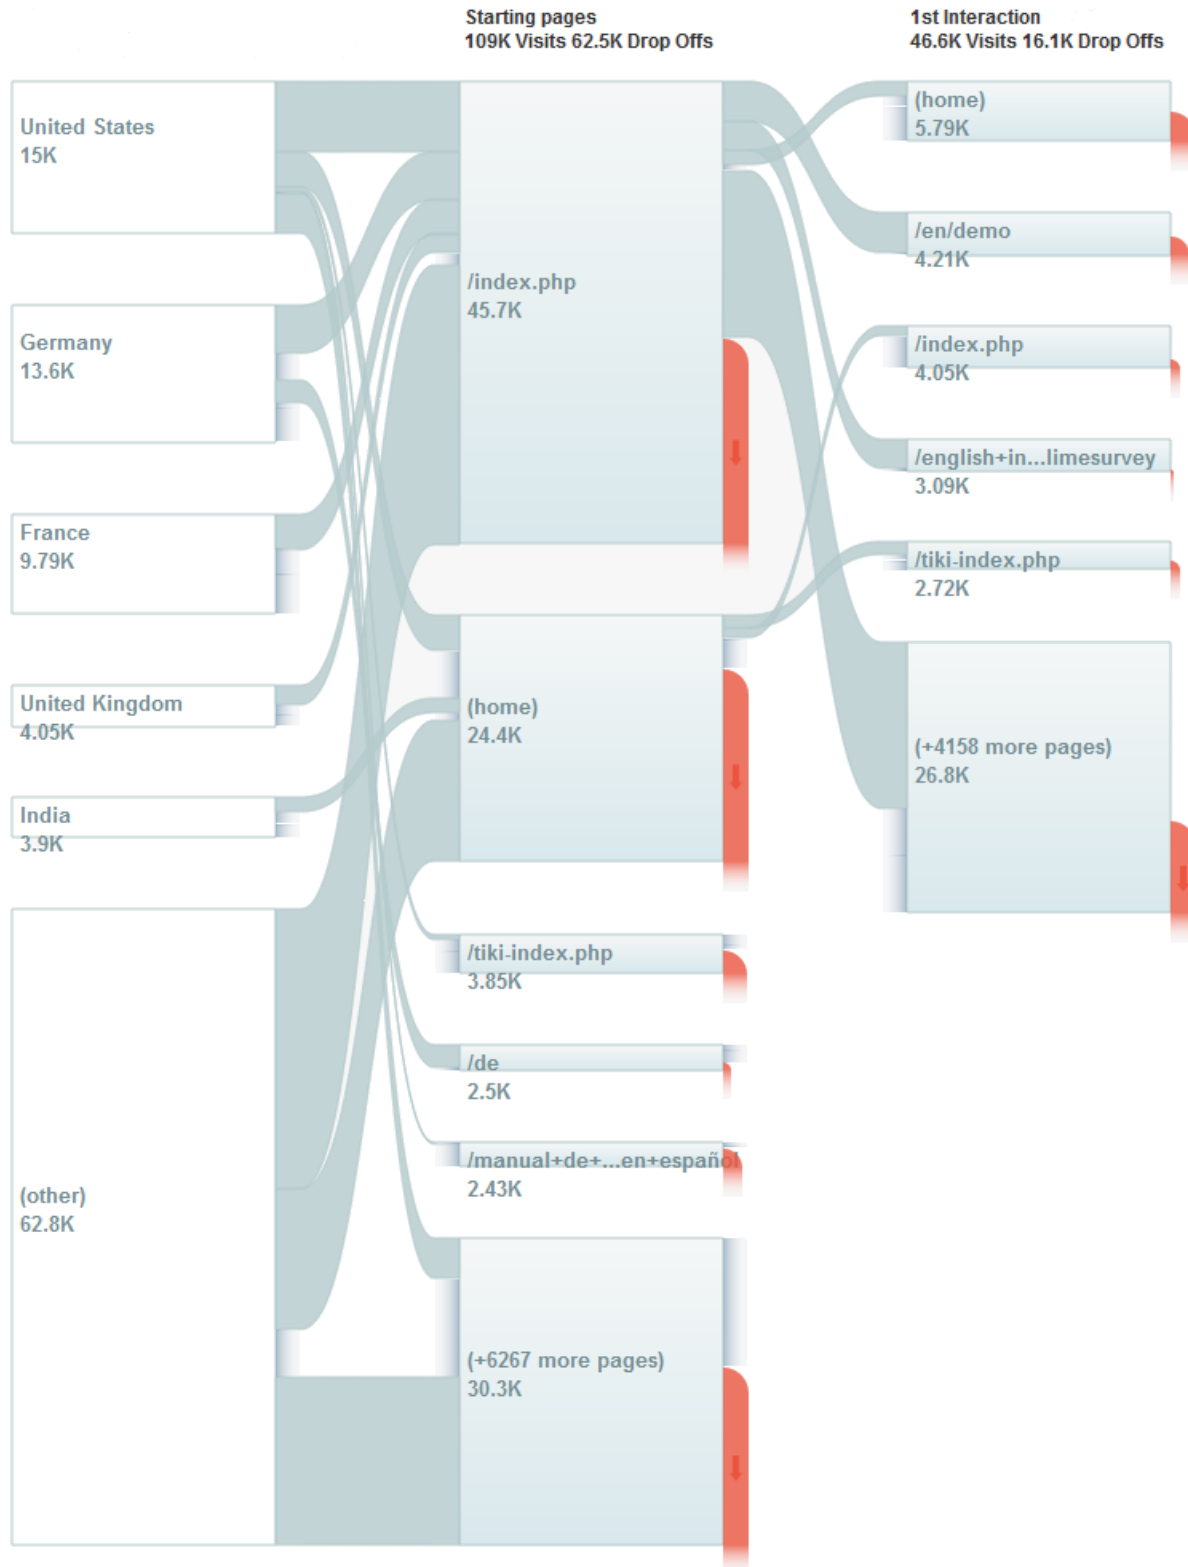 Starting pages
109K Visits 62.5K Drop Offs
1st Interaction
46.6K Visits 16.1K Drop Offs
United States
15K
Germany
13.6K
France
9.79K
United Kingdom
4.05K
India
3.9K
(other)
62.8K
/index.php
45.7K
(home)
24.4K
/tiki-index.php
3.85K
/de
2.5K
/manual+de+...en+español
2.43K
(+6267 more pages)
30.3K
(home)
5.79K
/en/demo
4.21K
/index.php
4.05K
/english+in...limesurvey
3.09K
/tiki-index.php
2.72K
(+4158 more pages)
26.8K